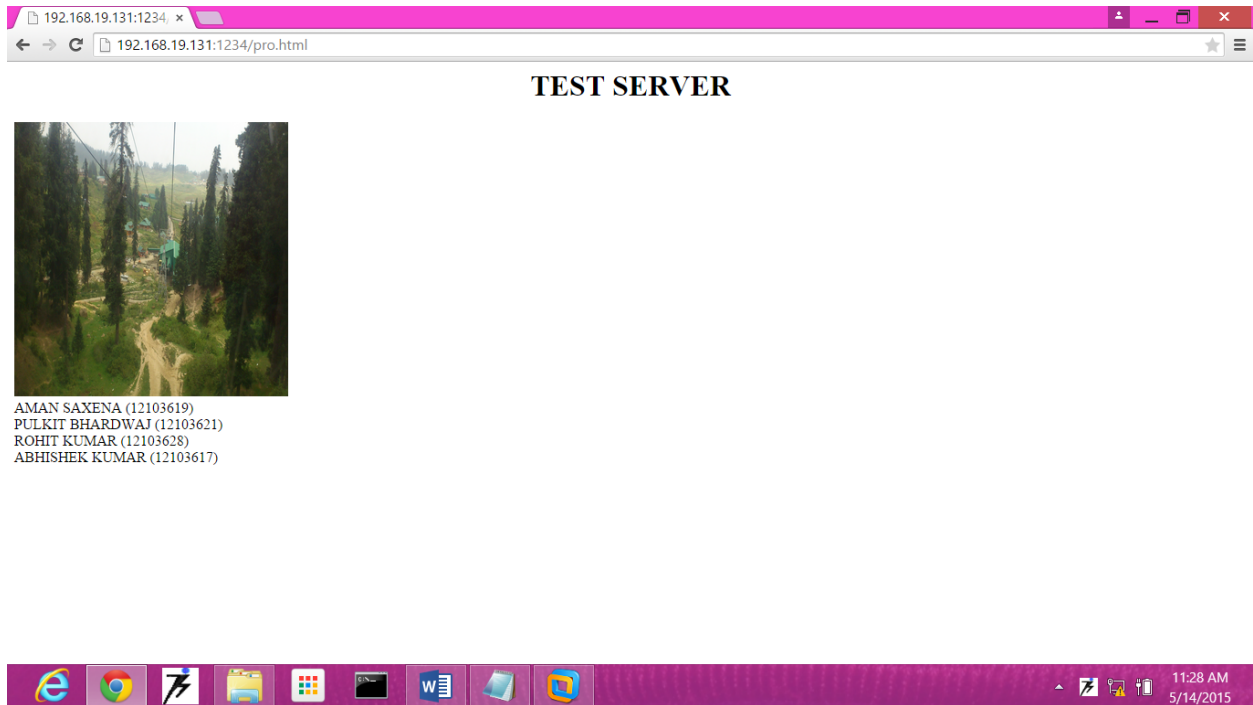 192.168.19.131:1234/
192.168.19.131:1234/pro.html
TEST SERVER
AMAN SAXENA (12103619)
PULKIT BHARDWAJ (12103621)
ROHIT KUMAR (12103628)
ABHISHEK KUMAR (12103617)
11:28 AM
5/14/2015